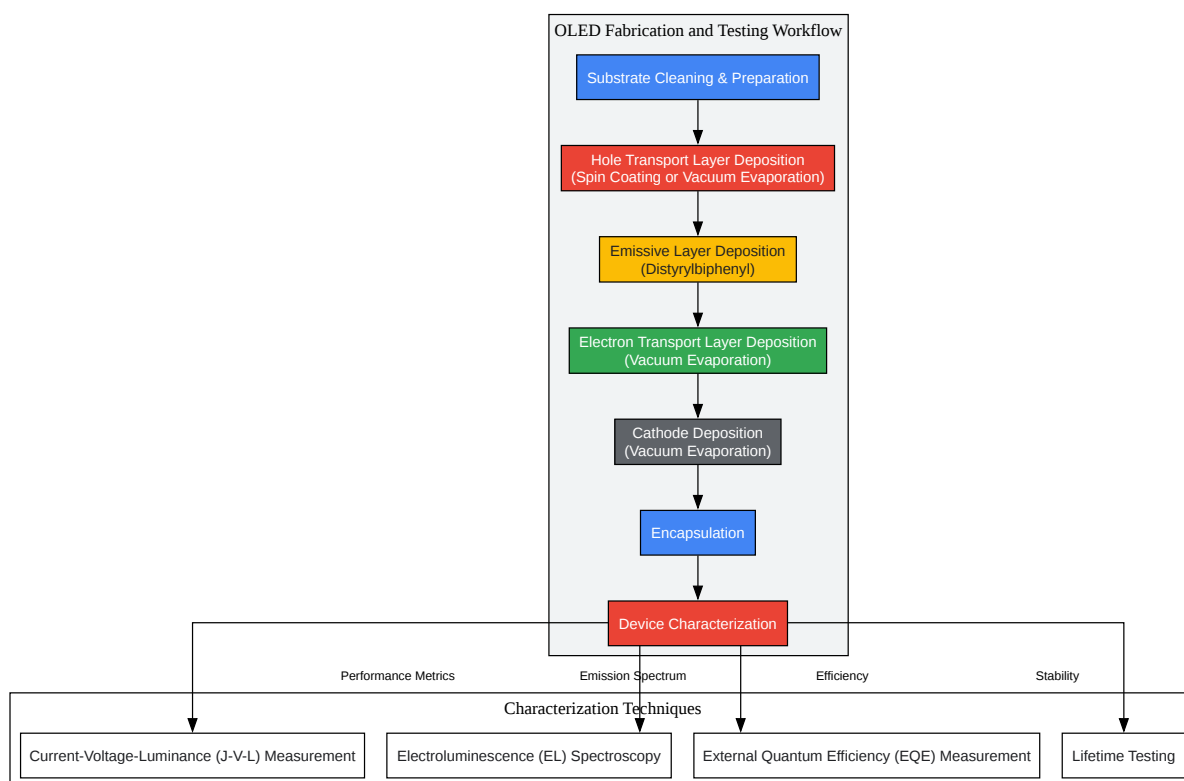 OLED Fabrication and Testing Workflow
Substrate Cleaning & Preparation
Hole Transport Layer Deposition
(Spin Coating or Vacuum Evaporation)
Emissive Layer Deposition
(Distyrylbiphenyl)
Electron Transport Layer Deposition
(Vacuum Evaporation)
Cathode Deposition
(Vacuum Evaporation)
Encapsulation
Device Characterization
Performance Metrics
Emission Spectrum
Efficiency
Stability
Characterization Techniques
Current-Voltage-Luminance (J-V-L) Measurement
Electroluminescence (EL) Spectroscopy
External Quantum Efficiency (EQE) Measurement
Lifetime Testing